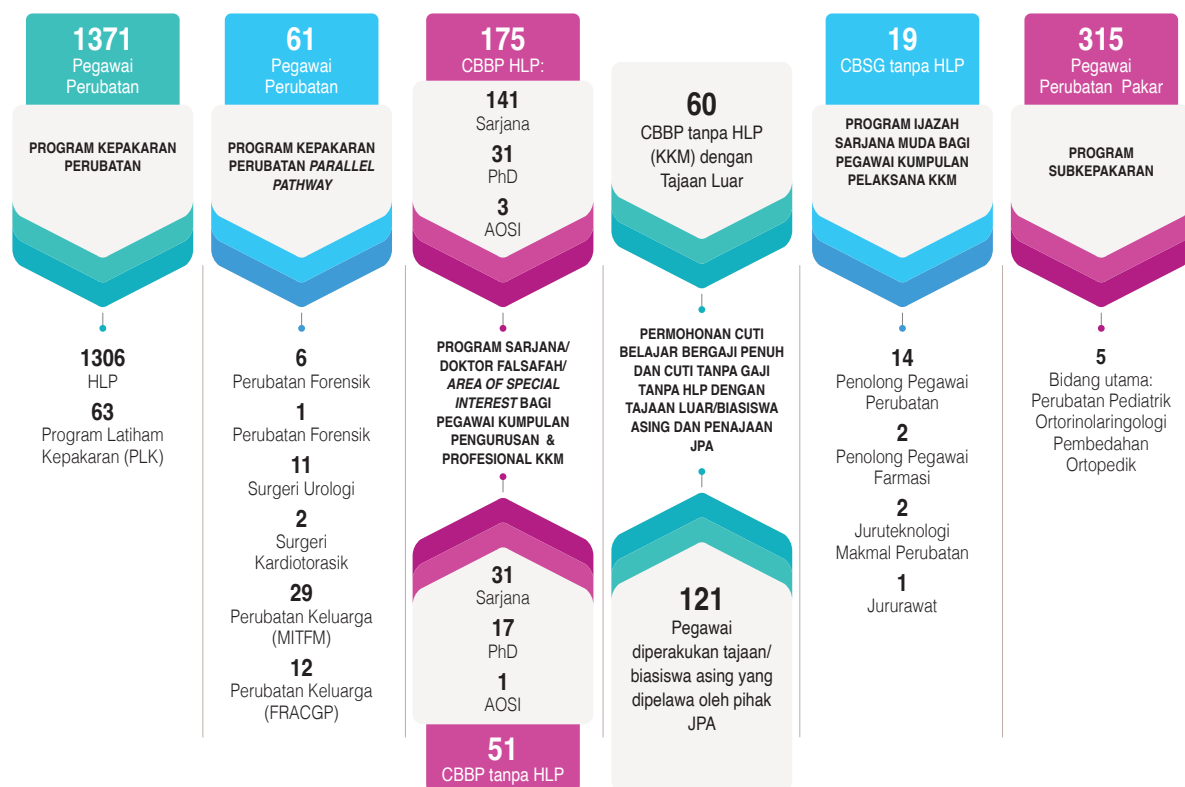 1371
Pegawai
Perubatan
PROGRAM KEPAKARAN
PERUBATAN
1306
HLP
63
Program Latiham
Kepakaran (PLK)
61
Pegawai
Perubatan
PROGRAM KEPAKARAN
PERUBATAN PARALLEL
PATHWAY
6
Perubatan Forensik
1
Perubatan Forensik
11
Surgeri Urologi
2
Surgeri
Kardiotorasik
29
Perubatan Keluarga
(MITFM)
12
Perubatan Keluarga
(FRACGP)
175
CBBP HLP:
141
Sarjana
31
PhD
3
AOSI
PROGRAM SARJANA/
DOKTOR FALSAFAH/
AREA OF SPECIAL
INTEREST BAGI
PEGAWAI KUMPULAN
PENGURUSAN &
PROFESIONAL KKM
31
Sarjana
17
PhD
1
AOSI
51
CBBP tanpa HLP
60
CBBP tanpa HLP
(KKM) dengan
Tajaan Luar
PERMOHONAN CUTI
BELAJAR BERGAJI PENUH
DAN CUTI TANPA GAJI
TANPA HLP DENGAN
TAJAAN LUAR/BIASISWA
ASING DAN PENAJAAN
JPA
121
Pegawai
diperakukan tajaan/
biasiswa asing yang
dipelawa oleh pihak
JPA
19
CBSG tanpa HLP
PROGRAM IJAZAH
SARJANA MUDA BAGI
PEGAWAI KUMPULAN
PELAKSANA KKM
14
Penolong Pegawai
Perubatan
2
Penolong Pegawai
Farmasi
2
Juruteknologi
Makmal Perubatan
1
Jururawat
315
Pegawai
Perubatan Pakar
PROGRAM
SUBKEPAKARAN
5
Bidang utama:
Perubatan Pediatrik
Ortorinolaringologi
Pembedahan
Ortopedik